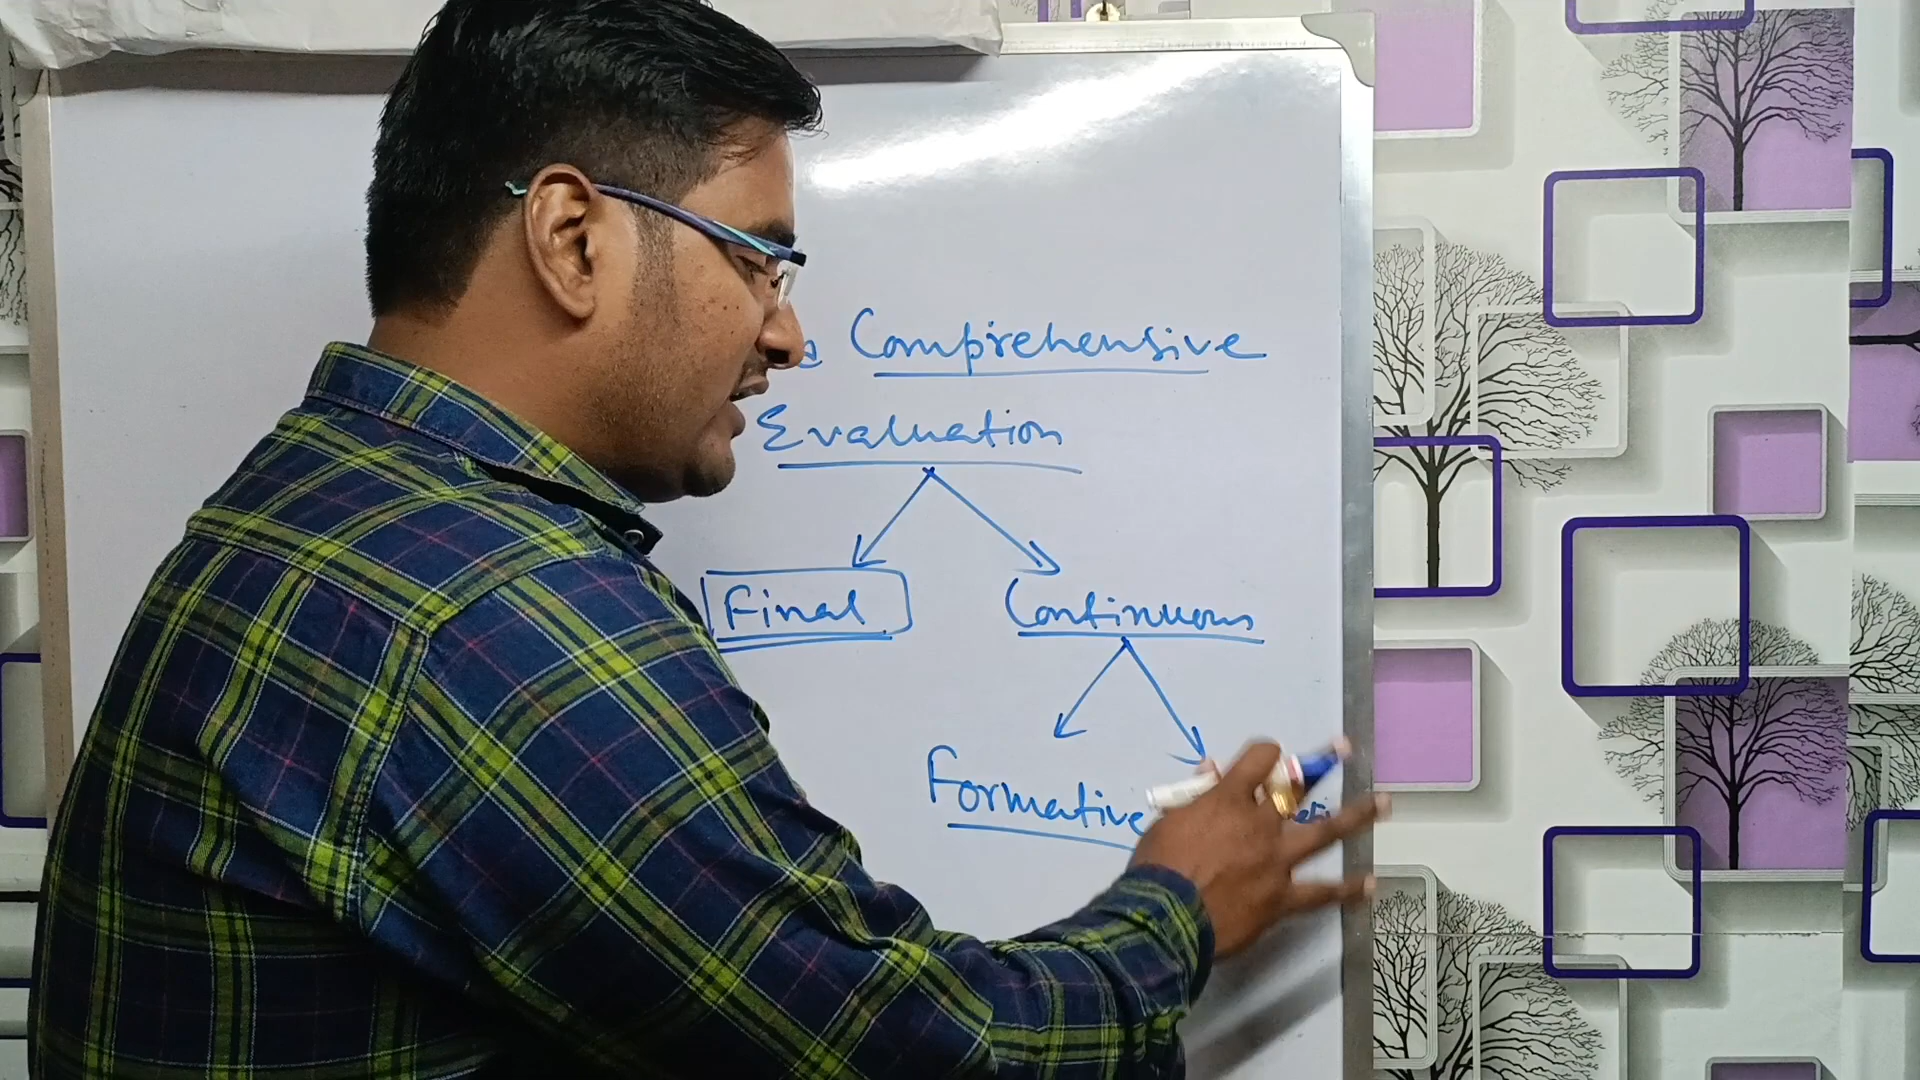 Comprehensive
Evaluation
Final Continuous
Formative